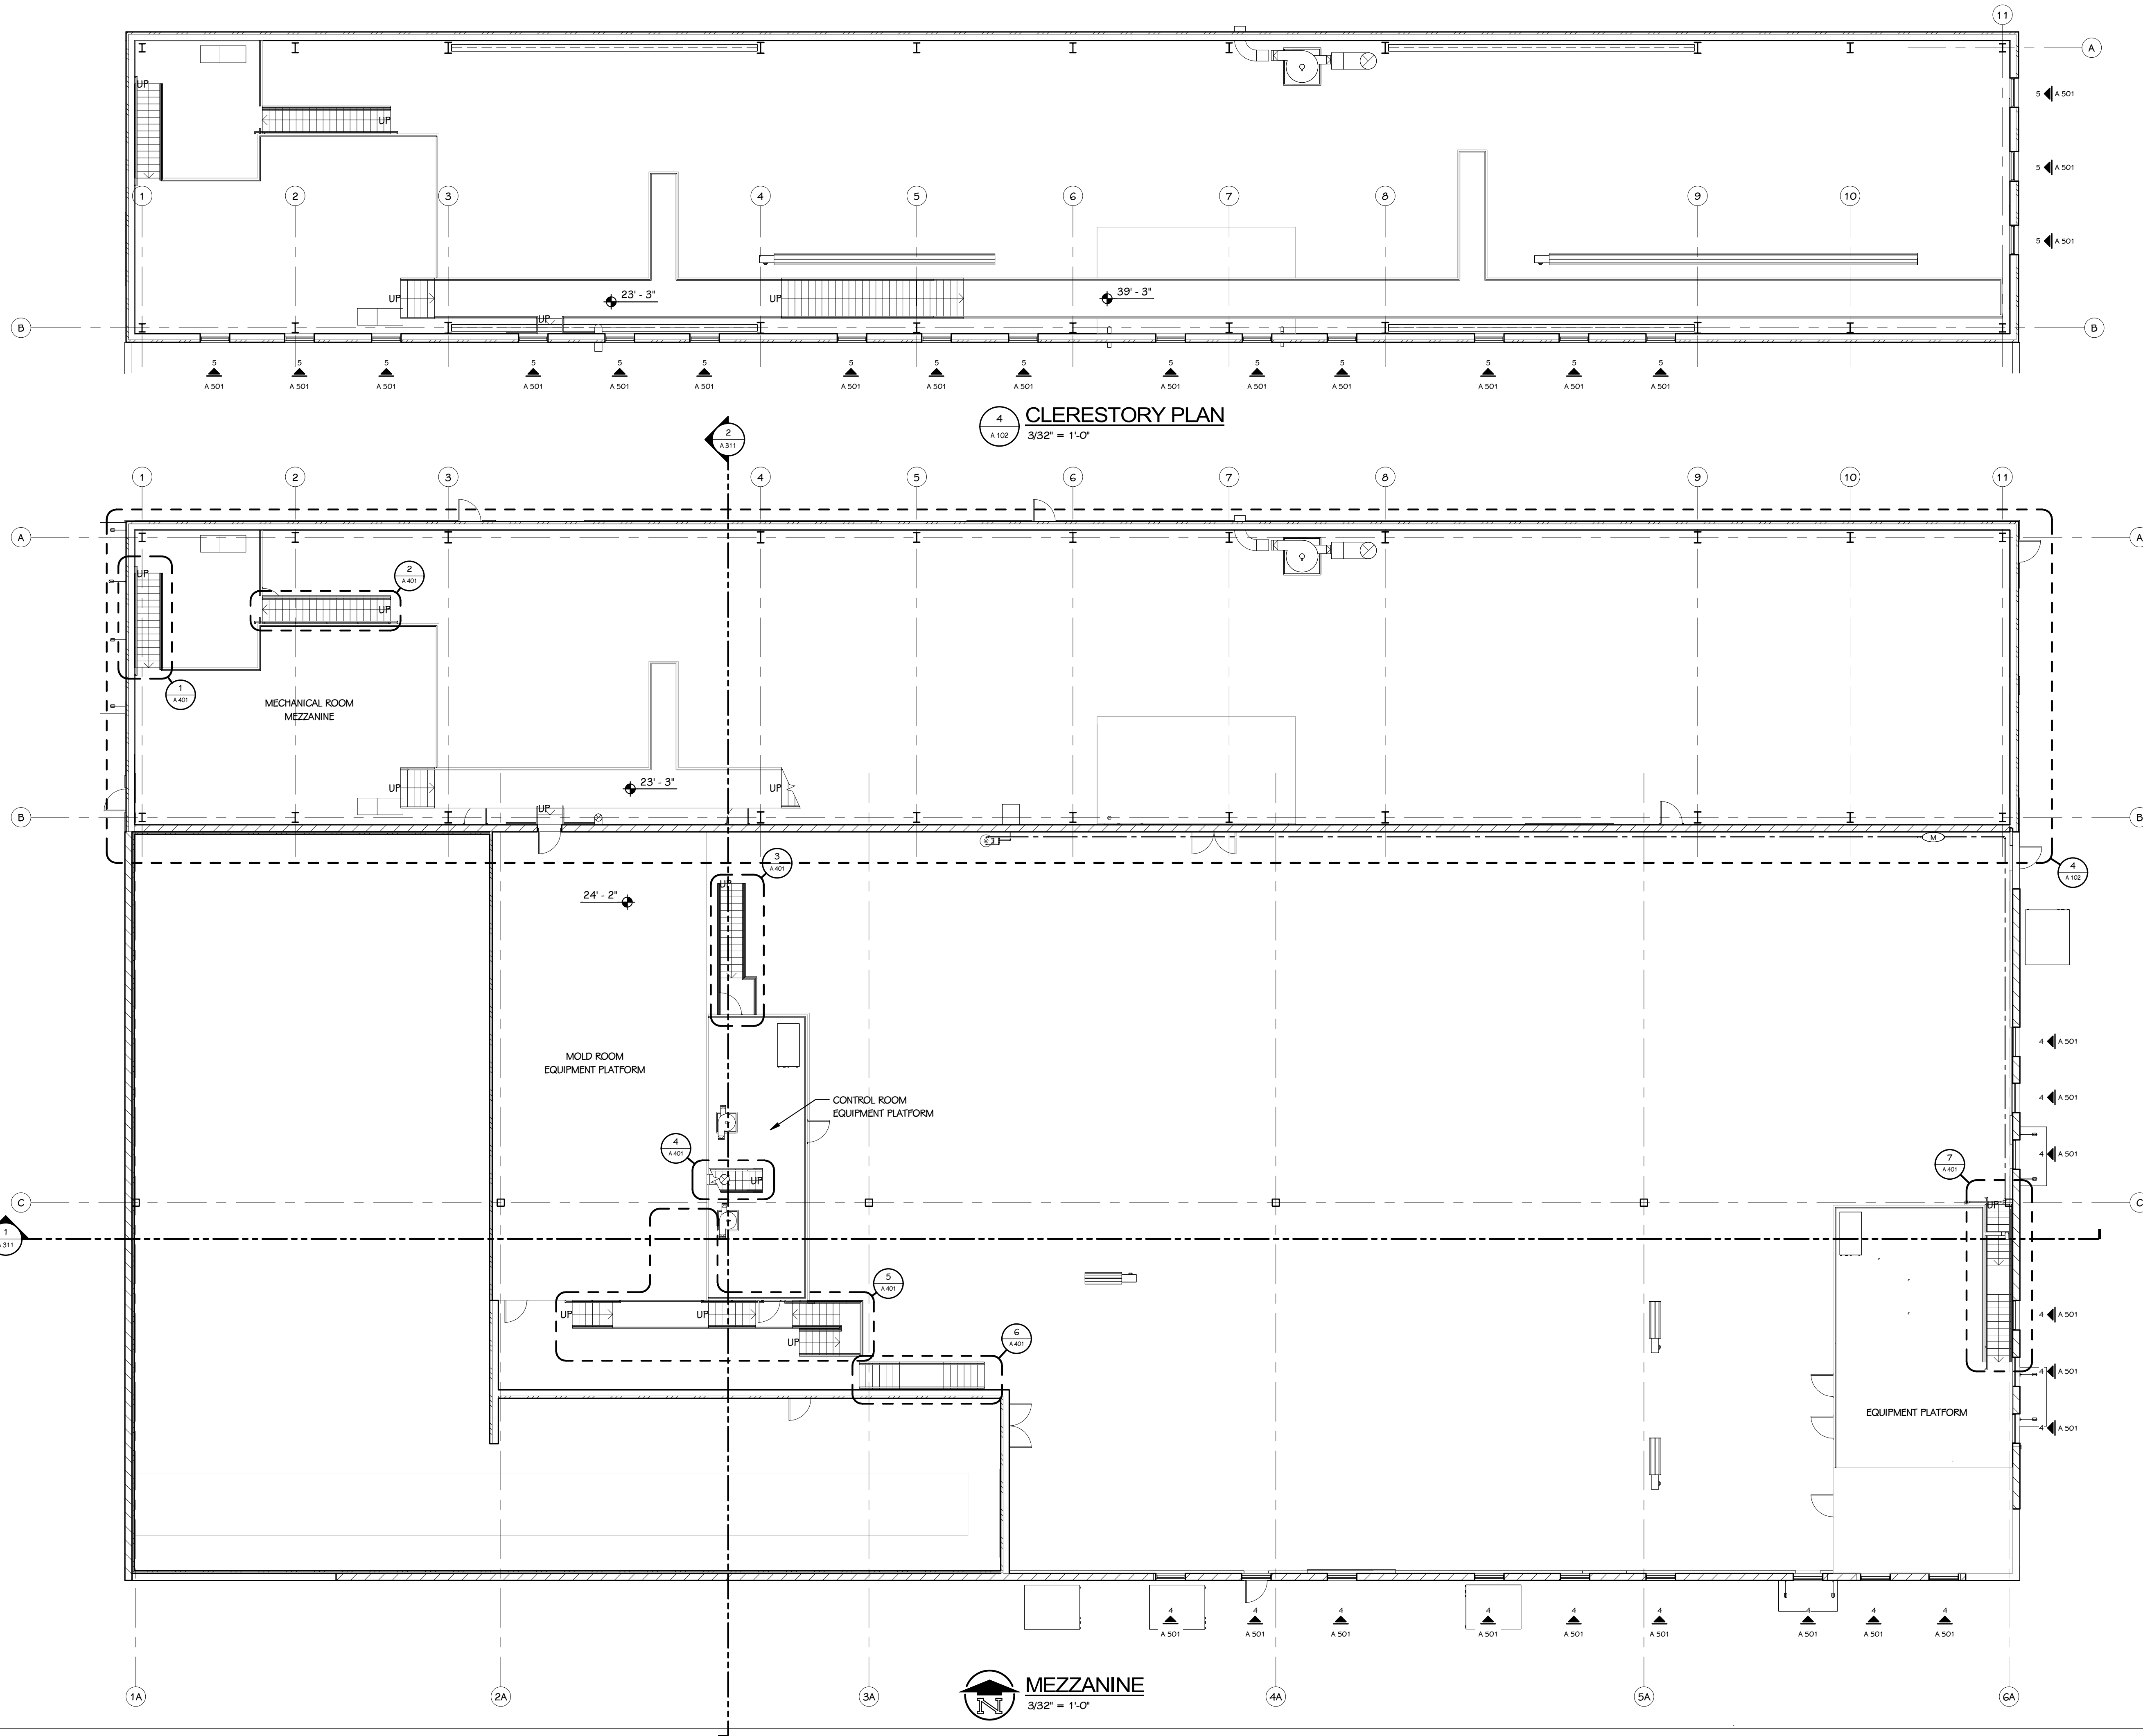 11
A
UP
UP
5 A 501
5 A 501
1 2 3 4 5 6 7 8 9 10
5 A 501
UP
23' - 3"
UP
39' - 3"
UP
B
B
5 5 5 5 5 5 5 5 5 5 5 5 5 5 5
A 501 A 501 A 501 A 501 A 501 A 501 A 501 A 501 A 501 A 501 A 501 A 501 A 501 A 501 A 501
4
A 102
CLERESTORY PLAN
3/32" = 1'-0"
2
A 311
1 2 3 4 5 6 7 8 9 10 11
A
A
UP
2
A 401
UP
1
A 401
MECHANICAL ROOM
MEZZANINE
UP
23' - 3"
UP
UP
B
B
M
3
A 401
4
A 102
UP
24' - 2"
4 A 501
MOLD ROOM
EQUIPMENT PLATFORM
CONTROL ROOM
EQUIPMENT PLATFORM
4 A 501
4
A 401
4 A 501
7
A 401
UP
C
C
UP
1
A 311
5
A 401
UP
UP
UP
4 A 501
6
A 401
4 A 501
EQUIPMENT PLATFORM
4 A 501
4 4 4 4 4 4 4 4 4
A 501 A 501 A 501 A 501 A 501 A 501 A 501 A 501 A 501
N
MEZZANINE
3/32" = 1'-0"
1A 2A 3A 4A 5A 6A